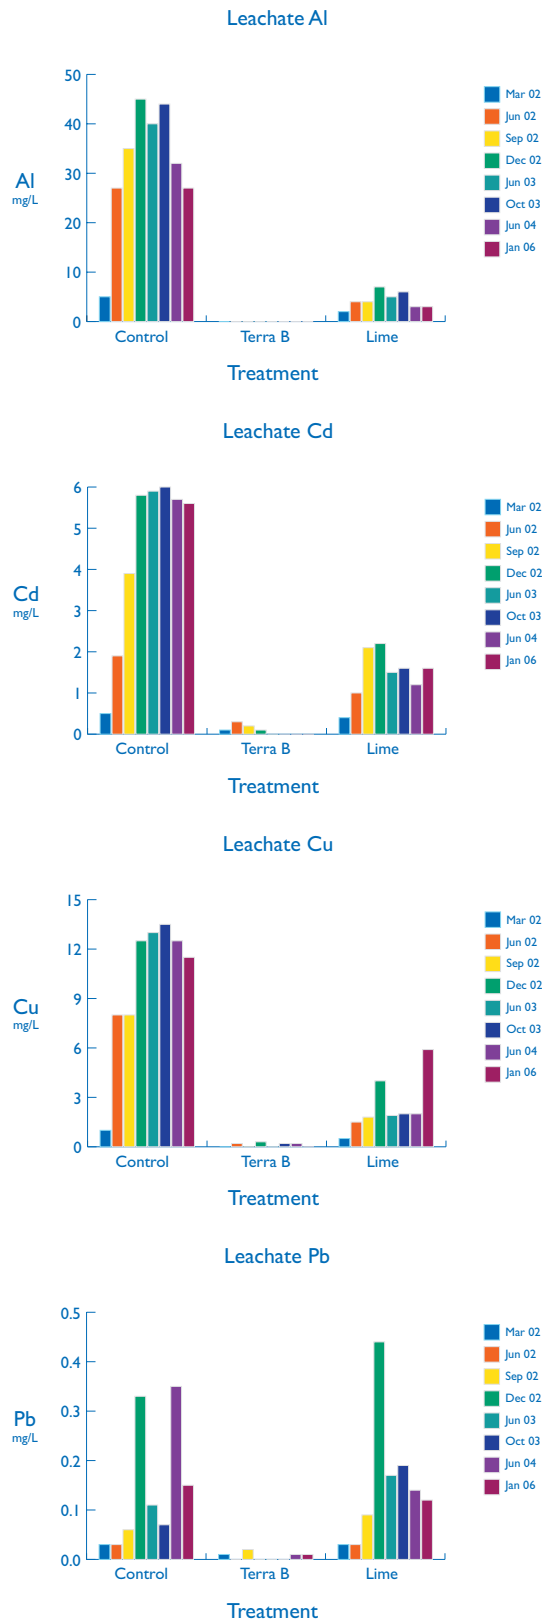 Leachate Al
50
40
30
20
10
0
Al
mg/L
Control
Terra B
Lime
Treatment
Mar 02
Jun 02
Sep 02
Dec 02
Jun 03
Oct 03
Jun 04
Jan 06
Leachate Cd
6
5
4
3
2
1
0
Cd
mg/L
Control
Terra B
Lime
Treatment
Mar 02
Jun 02
Sep 02
Dec 02
Jun 03
Oct 03
Jun 04
Jan 06
Leachate Cu
15
12
9
6
3
0
Cu
mg/L
Control
Terra B
Lime
Treatment
Mar 02
Jun 02
Sep 02
Dec 02
Jun 03
Oct 03
Jun 04
Jan 06
Leachate Pb
0.5
0.4
0.3
0.2
0.1
0.0
Pb
mg/L
Control
Terra B
Lime
Treatment
Mar 02
Jun 02
Sep 02
Dec 02
Jun 03
Oct 03
Jun 04
Jan 06